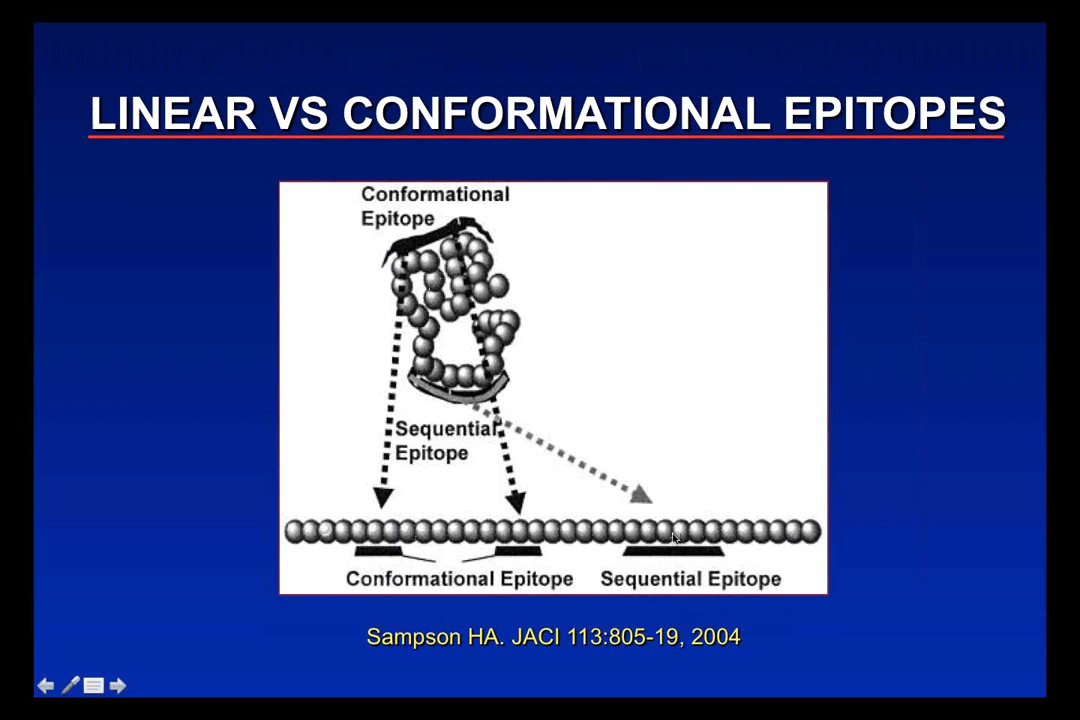 LINEAR VS CONFORMATIONAL EPITOPES
Conformational
Epitope
Sequential
Epitope
Conformational Epitope
Sequential Epitope
Sampson HA. JACI 113:805-19, 2004